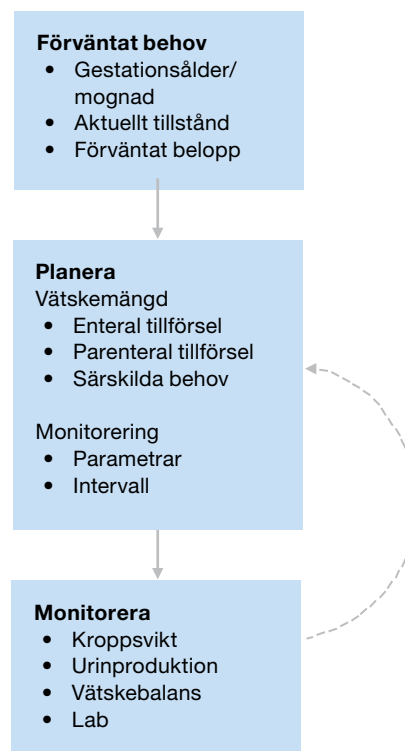 Förväntat behov
• Gestationsålder/
mognad
• Aktuellt tillstånd
• Förväntat belopp
Planera
Vätskemängd
• Enteral tillförsel
• Parenteral tillförsel
• Särskilda behov
Monitorering
• Parametrar
• Intervall
Monitorera
• Kroppsvikt
• Urinproduktion
• Vätskebalans
• Lab